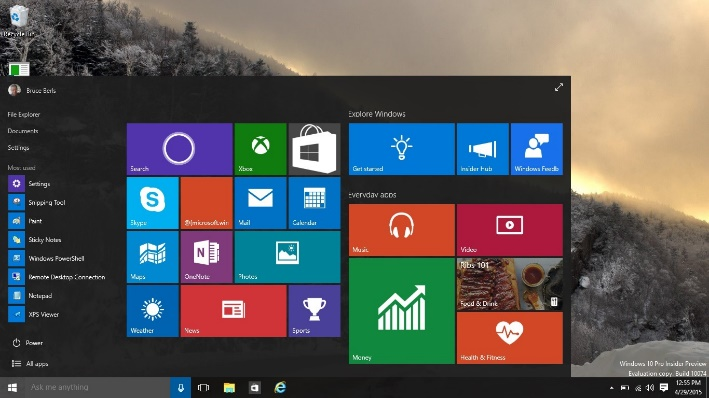 Recycle Bin
Bruce Berls
File Explorer
Documents
Settings
Most used
Settings
Snipping Tool
Paint
Sticky Notes
Windows PowerShell
Remote Desktop Connection
Notepad
XPS Viewer
Power
All apps
Search
Xbox
Skype
@{microsoft.win
Mail
Calendar
Maps
OneNote
Photos
Weather
News
Sports
Explore Windows
Get started
Insider Hub
Windows Feedb
Everyday apps
Music
Video
Money
Ribs 101
Food & Drink
Health & Fitness
Windows 10 Pro Insider Preview
Evaluation copy. Build 10074
Ask me anything
12:55 PM
4/29/2015